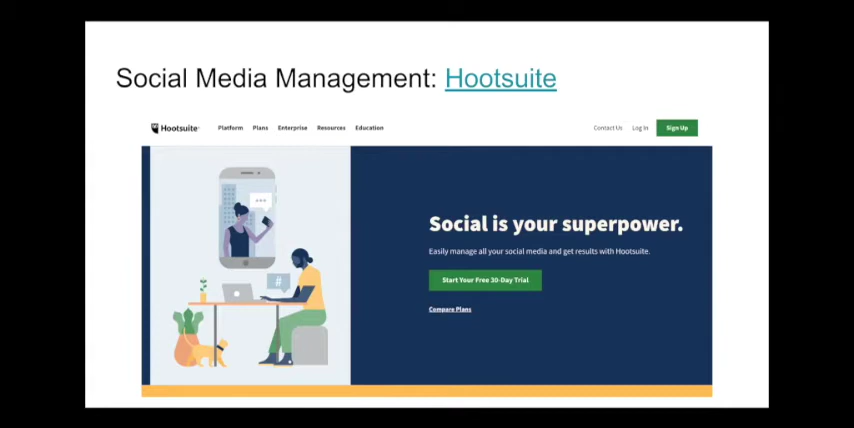 Social Media Management: Hootsuite
Hootsuite
Platform Plans Enterprise Resources Education
Contact Us Log In Sign Up
Social is your superpower.
Easily manage all your social media and get results with Hootsuite.
Start Your Free 30-Day Trial
Compare Plans
#